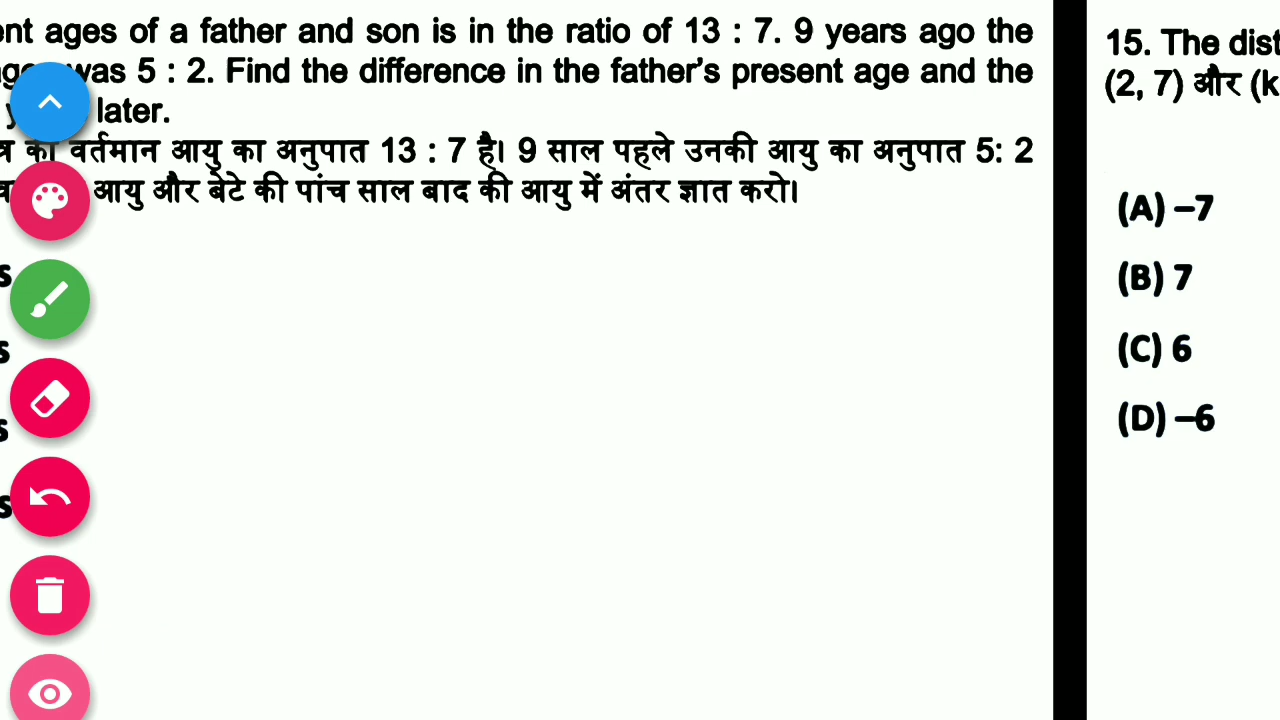 ages of a father and son is in the ratio of 13 : 7. 9 years ago the
was 5 : 2. Find the difference in the father's present age and the
later.
वर्तमान आयु का अनुपात 13 : 7 है। 9 साल पहले उनकी आयु का अनुपात 5: 2
आयु और बेटे की पांच साल बाद की आयु में अंतर ज्ञात करो।
15. The
(2, 7) और (k
(A) –7
(B) 7
(C) 6
(D) –6